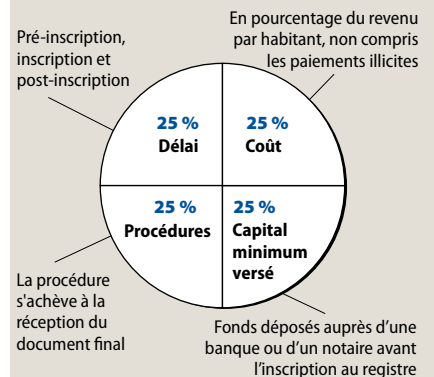 Pré-inscription,
inscription et
post-inscription
En pourcentage du revenu
par habitant, non compris
les paiements illicites
25 %
Délai
25 %
Coût
25 %
Procédures
25 %
Capital
minimum
versé
La procédure
s'achève à la
réception du
document final
Fonds déposés auprès d’une
banque ou d’un notaire avant
l’inscription au registre